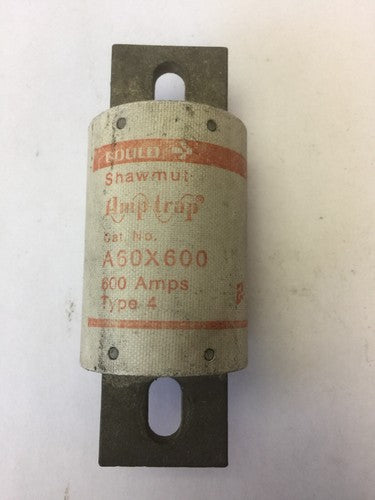 GOULD
Shawmut
Amp trap®
Cat. No.
A60X600
600 Amps
Type 4